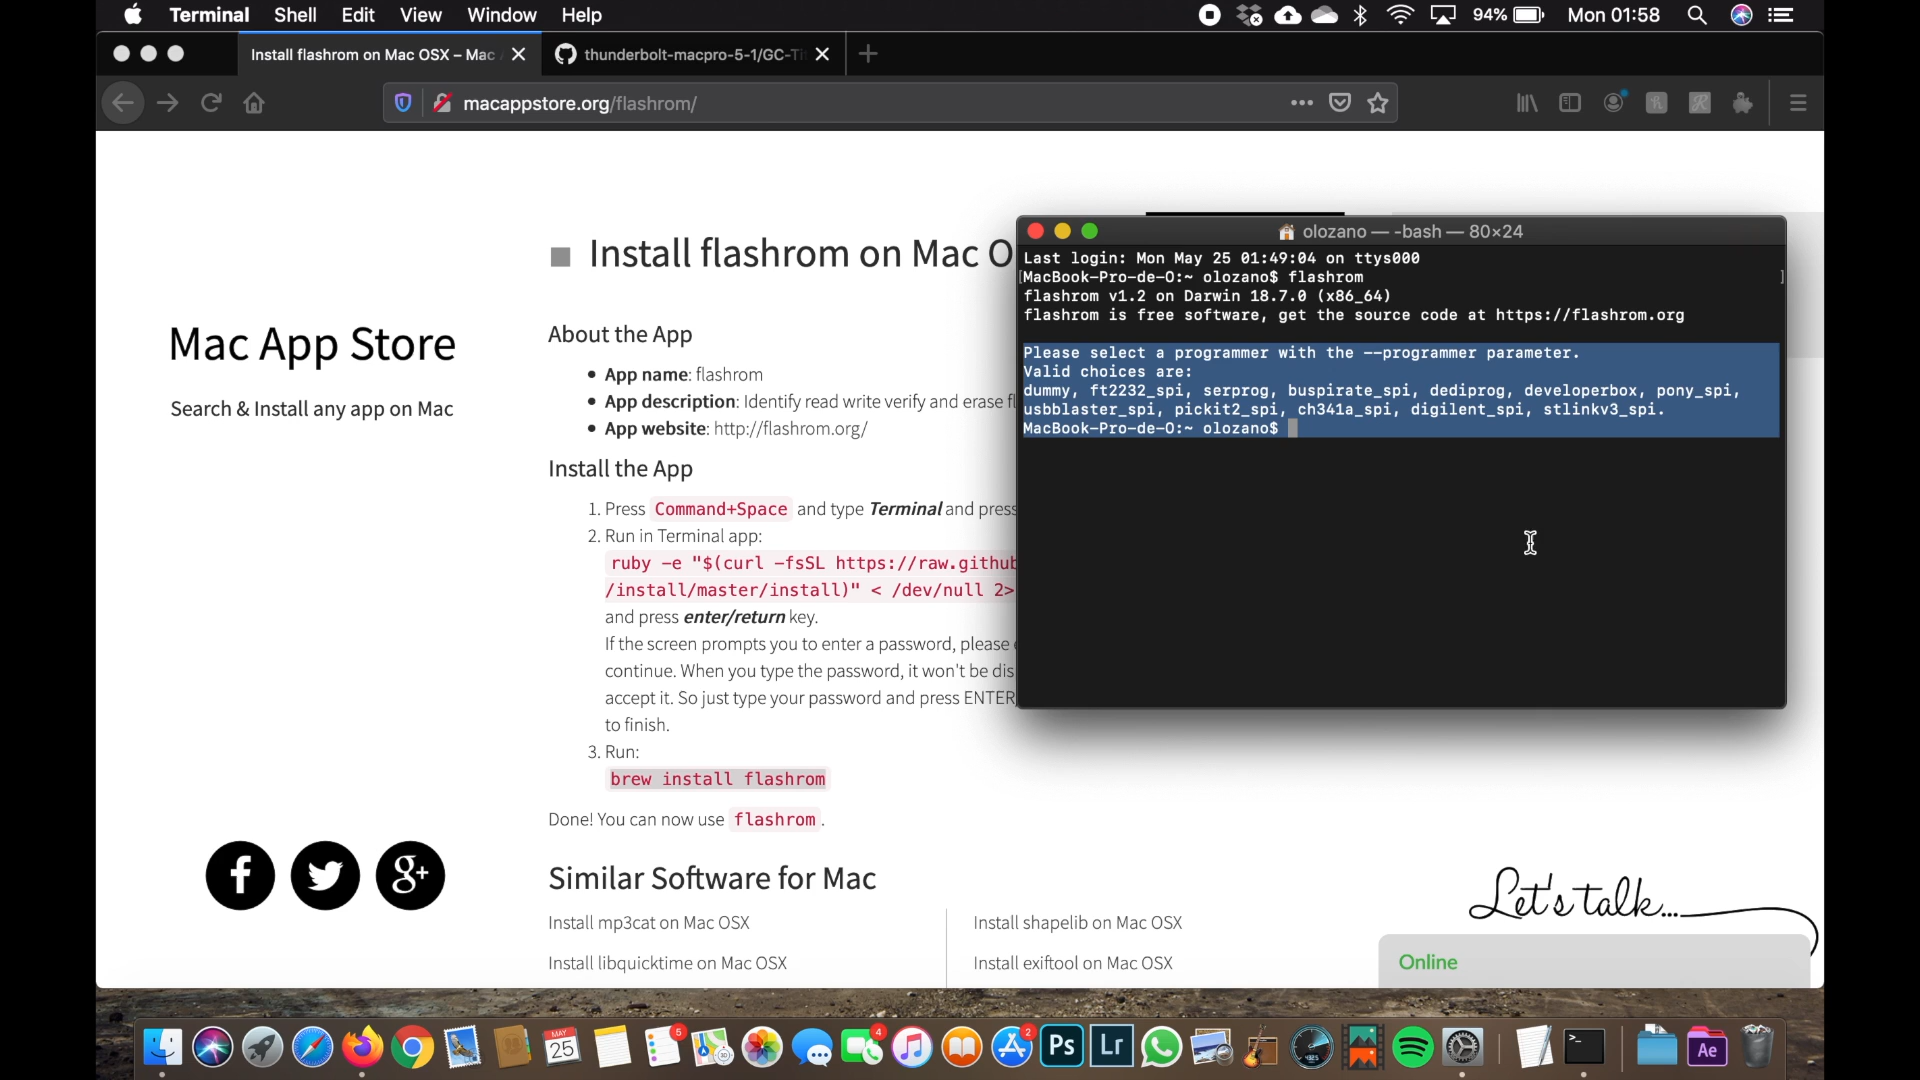 Terminal Shell Edit View Window Help
94% Mon 01:58
Install flashrom on Mac OSX – Mac
thunderbolt-macpro-5-1/GC-Ti
macappstore.org/flashrom/
Mac App Store
Search & Install any app on Mac
Install flashrom on Mac O
About the App
App name: flashrom
App description: Identify read write verify and erase fl
App website: http://flashrom.org/
Install the App
1. Press Command+Space and type Terminal and press
2. Run in Terminal app:
ruby -e "$(curl -fsSL https://raw.github
/install/master/install)" < /dev/null 2>
and press enter/return key.
If the screen prompts you to enter a password, please
continue. When you type the password, it won't be dis
accept it. So just type your password and press ENTER
to finish.
3. Run:
brew install flashrom
Done! You can now use flashrom.
Similar Software for Mac
Install mp3cat on Mac OSX
Install shapelib on Mac OSX
Install libquicktime on Mac OSX
Install exiftool on Mac OSX
olozano — -bash — 80×24
Last login: Mon May 25 01:49:04 on ttys000
[MacBook-Pro-de-O:~ olozano$ flashrom ]
flashrom v1.2 on Darwin 18.7.0 (x86_64)
flashrom is free software, get the source code at https://flashrom.org
Please select a programmer with the --programmer parameter.
Valid choices are:
dummy, ft2232_spi, serprog, buspirate_spi, dediprog, developerbox, pony_spi,
usbblaster_spi, pickit2_spi, ch341a_spi, digilent_spi, stlinkv3_spi.
MacBook-Pro-de-O:~ olozano$
Let's talk...
Online
f g+
MAY
25
5
4
2
Ps
Lr
Ae